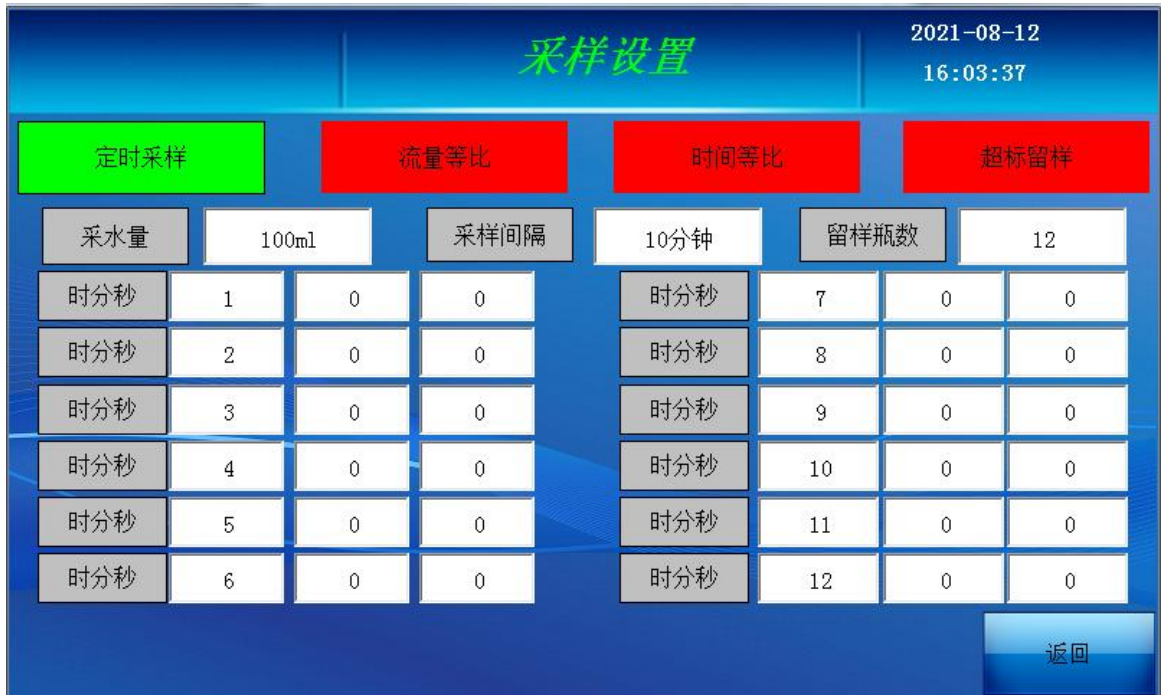 采样设置
2021-08-12
16:03:37
定时采样 流量等比 时间等比 超标留样
采水量 100ml 采样间隔 10分钟 留样瓶数 12
时分秒 1 0 0 时分秒 7 0 0
时分秒 2 0 0 时分秒 8 0 0
时分秒 3 0 0 时分秒 9 0 0
时分秒 4 0 0 时分秒 10 0 0
时分秒 5 0 0 时分秒 11 0 0
时分秒 6 0 0 时分秒 12 0 0
返回